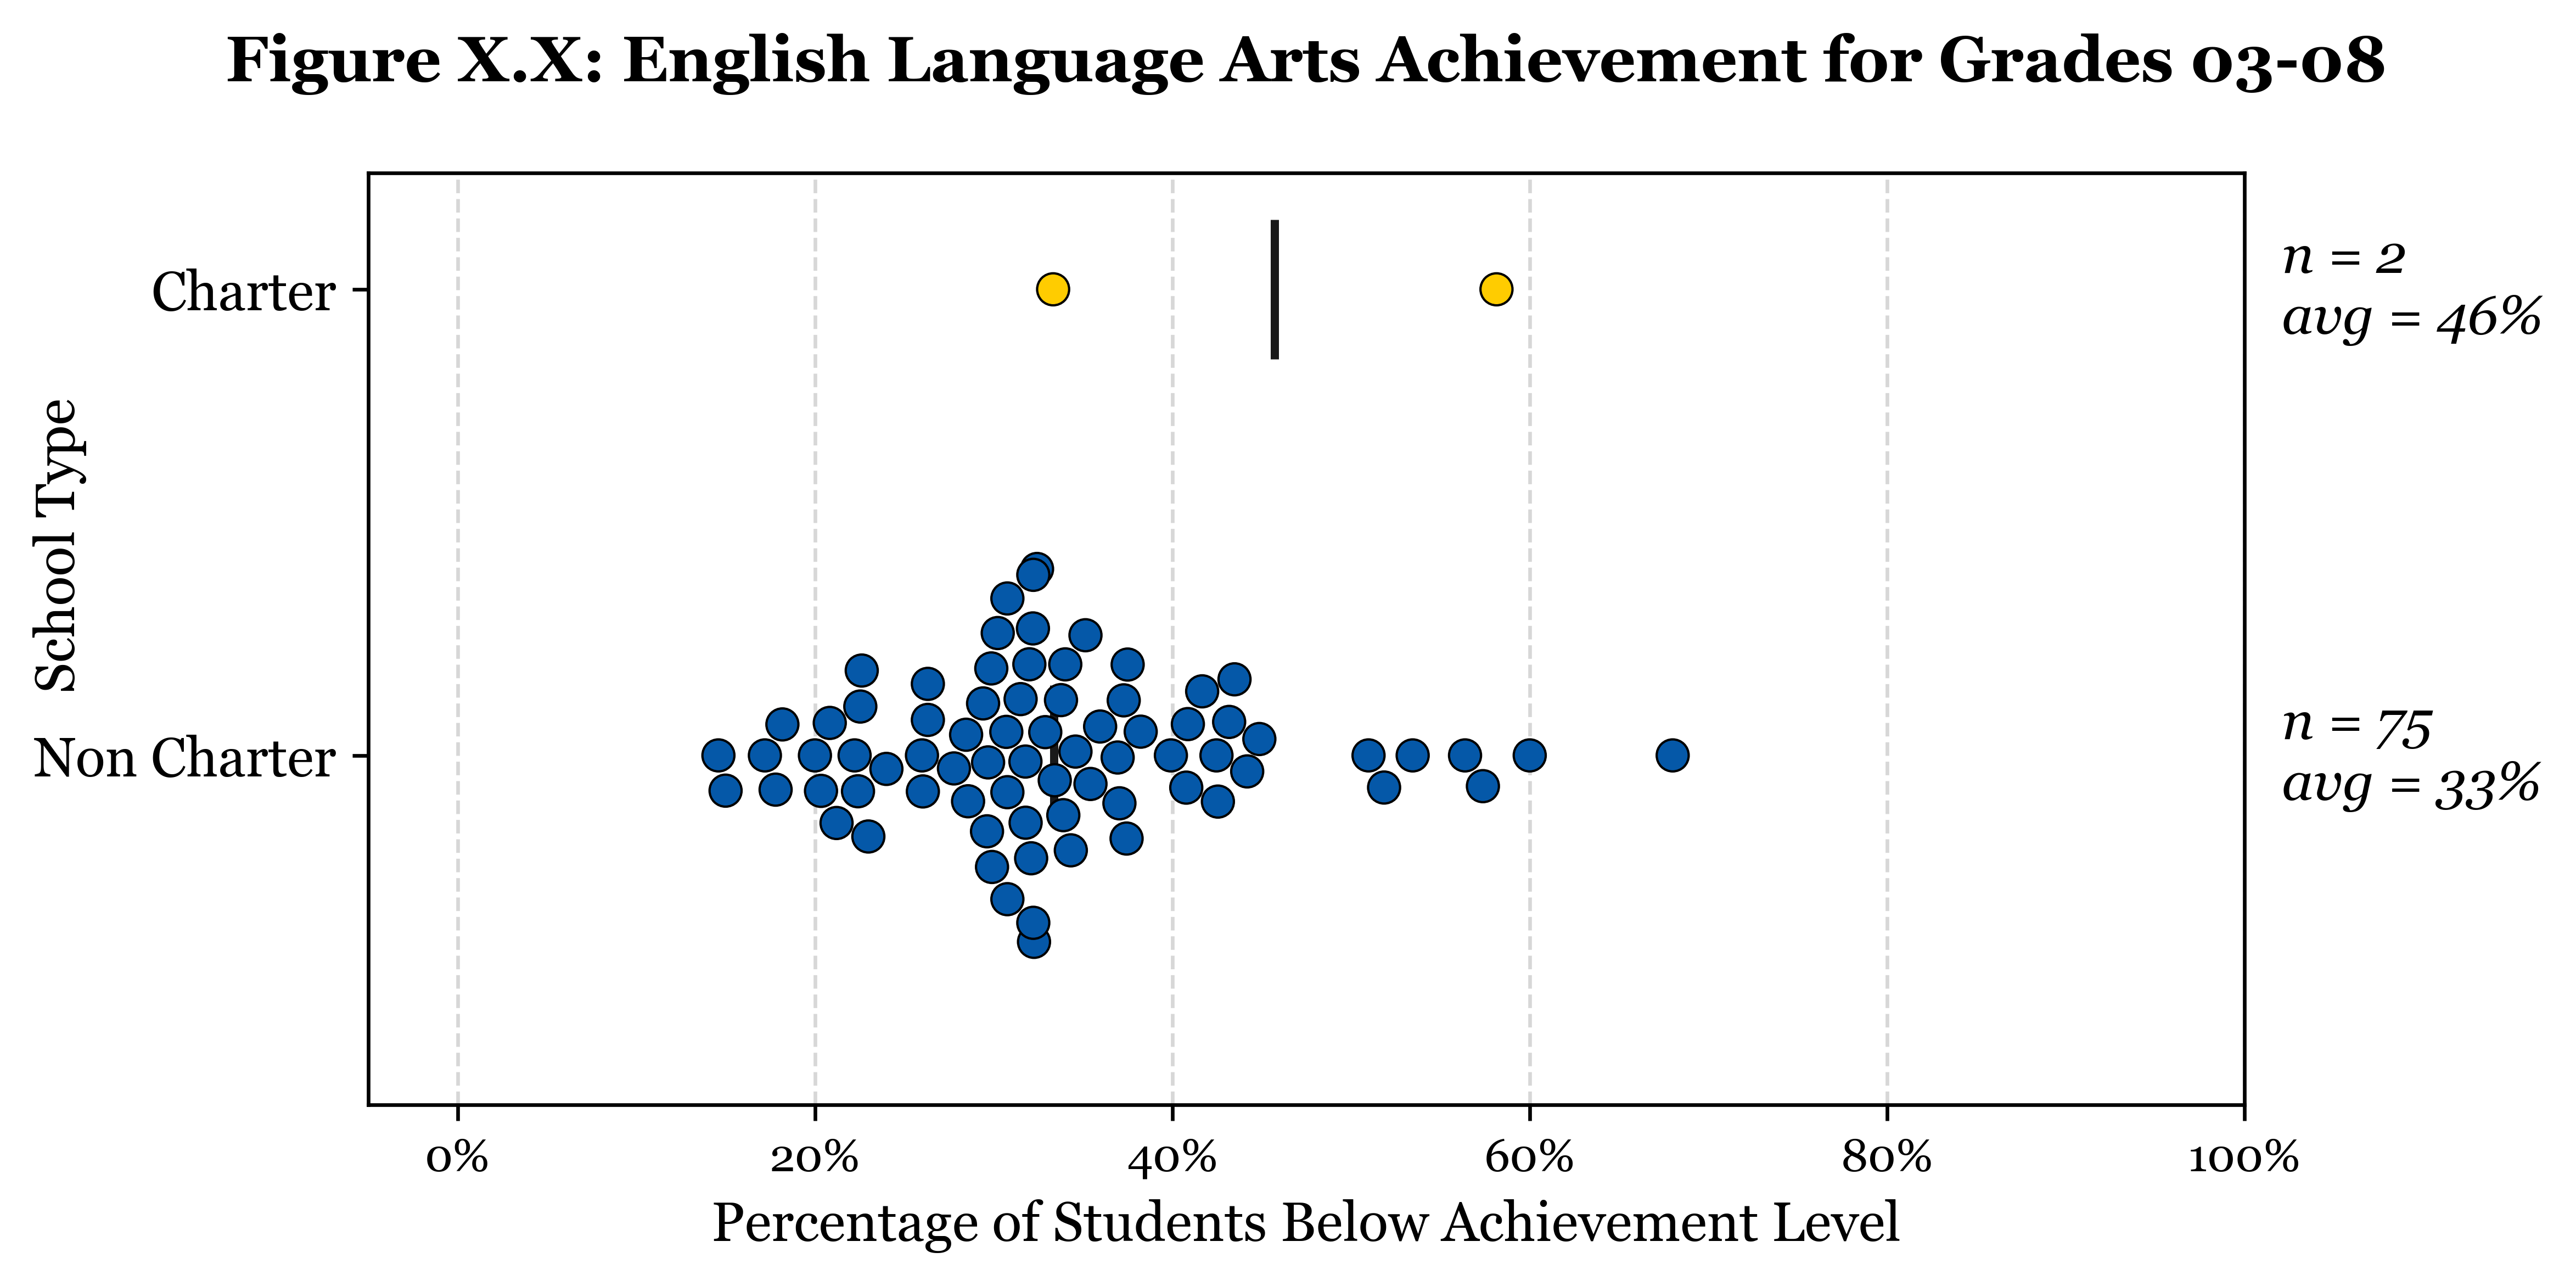 Figure X.X: English Language Arts Achievement for Grades 03-08
Charter
n = 2
avg = 46%
School Type
Non Charter
n = 75
avg = 33%
0%
20%
40%
60%
80%
100%
Percentage of Students Below Achievement Level